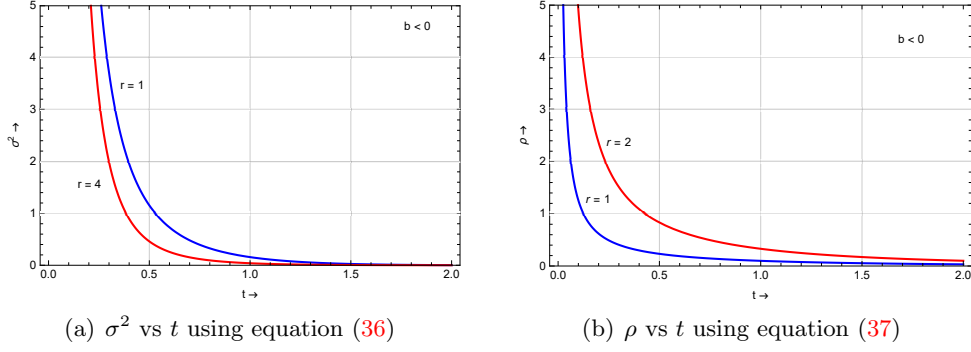 5
4
3
2
1
0
σ² →
b < 0
r = 1
r = 4
0.0 0.5 1.0 1.5 2.0
t →
(a) σ² vs t using equation (36)
5
4
3
2
1
0
ρ →
b < 0
r = 2
r = 1
0.0 0.5 1.0 1.5 2.0
t →
(b) ρ vs t using equation (37)